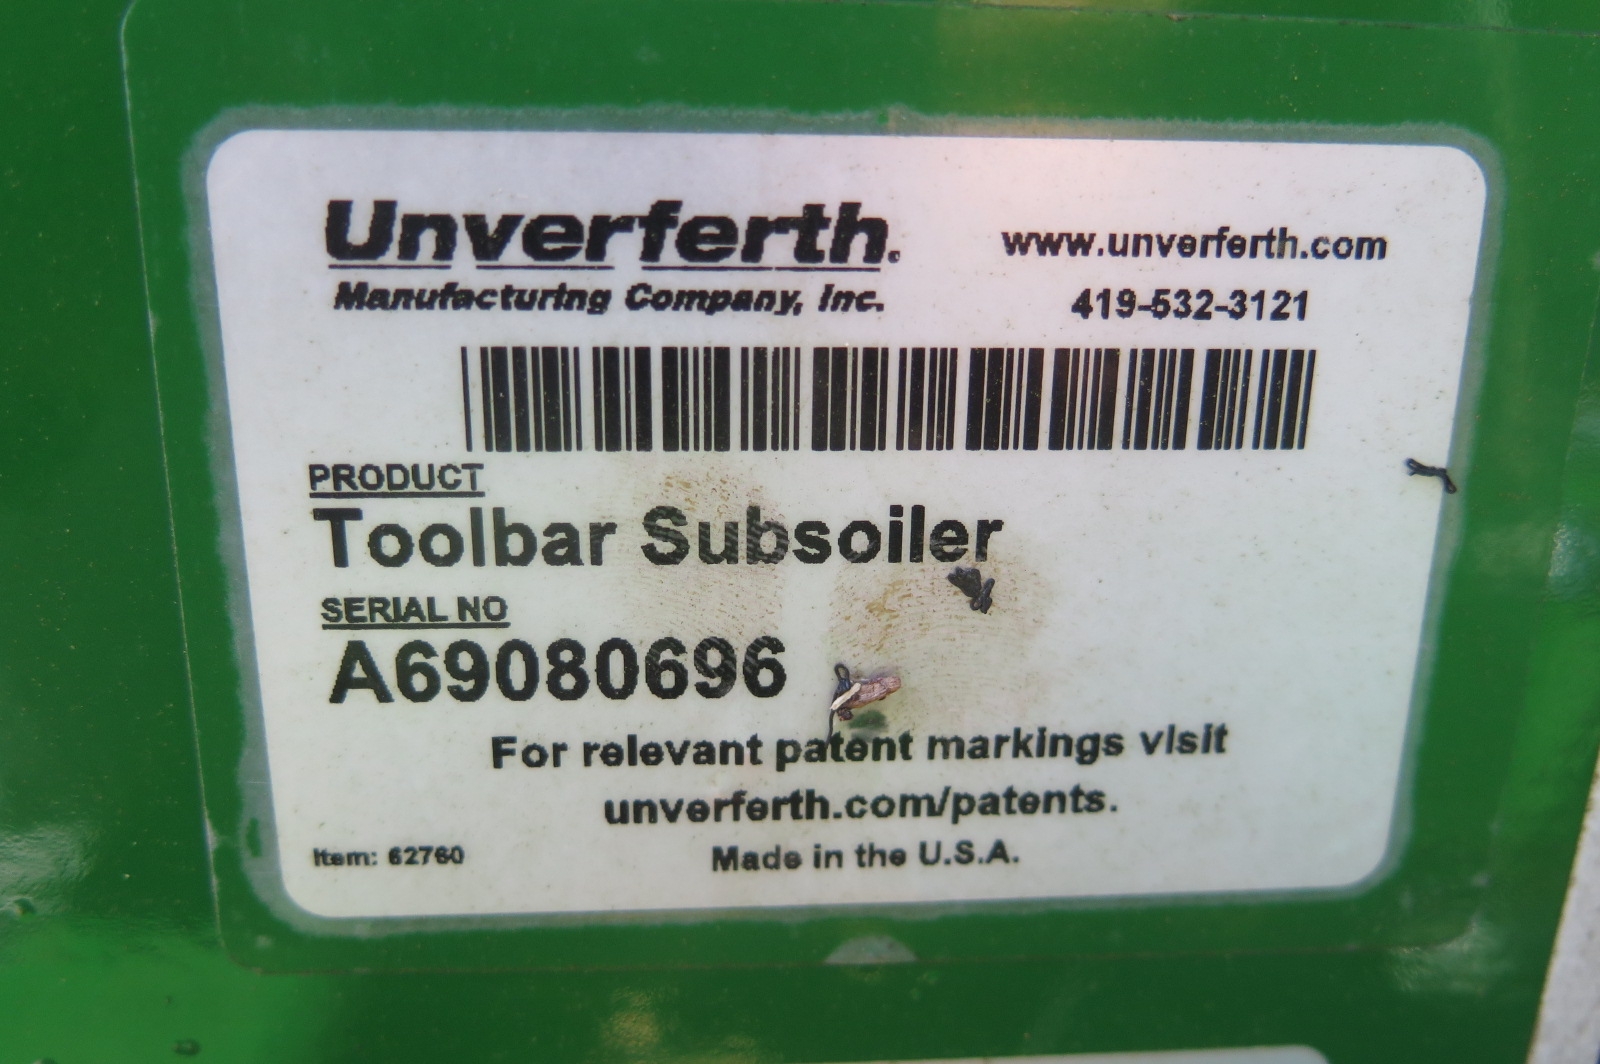 Unverferth.
Manufacturing Company, Inc.
www.unverferth.com
419-532-3121
PRODUCT
Toolbar Subsoiler
SERIAL NO
A69080696
For relevant patent markings visit
unverferth.com/patents.
Item: 62760
Made in the U.S.A.